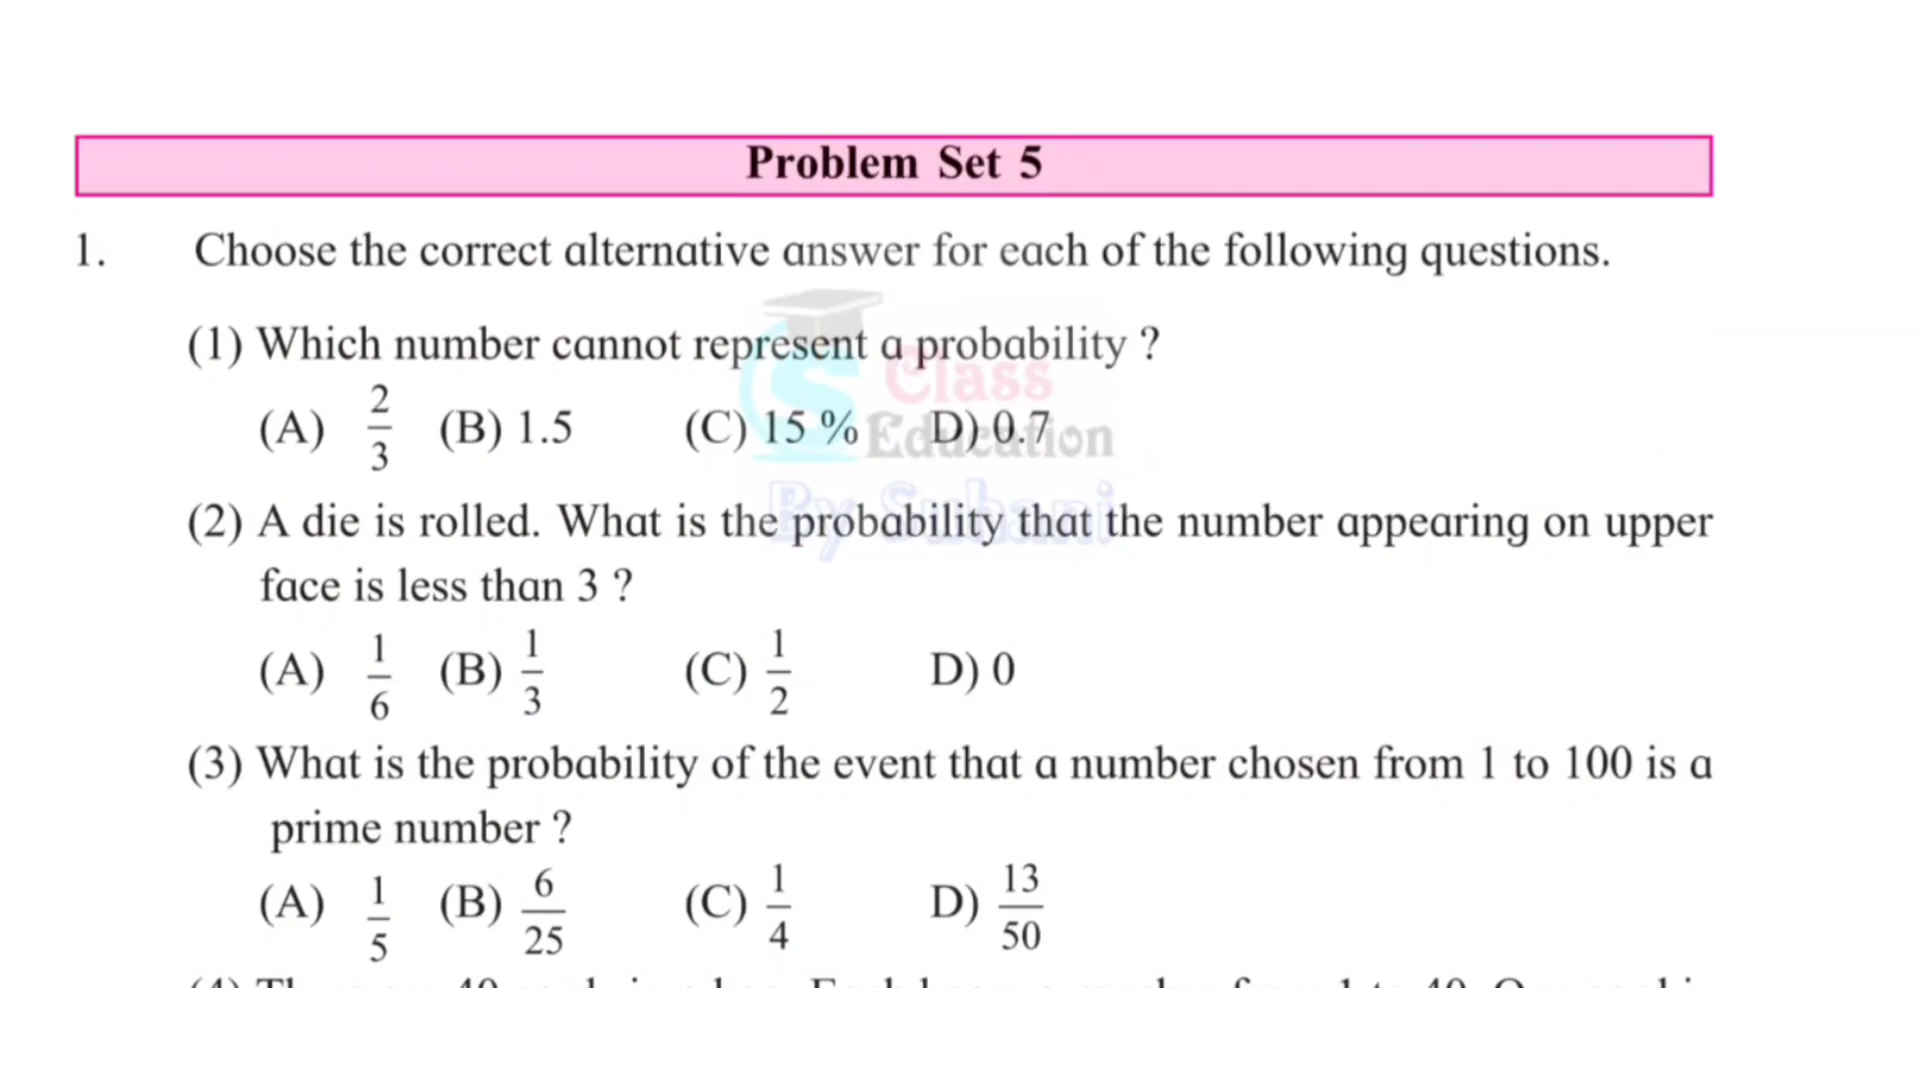 Problem Set 5
1. Choose the correct alternative answer for each of the following questions.
(1) Which number cannot represent a probability ?
(A) 2/3 (B) 1.5 (C) 15 % D) 0.7
Class
Education
By Suhani
(2) A die is rolled. What is the probability that the number appearing on upper
face is less than 3 ?
(A) 1/6 (B) 1/3 (C) 1/2 D) 0
(3) What is the probability of the event that a number chosen from 1 to 100 is a
prime number ?
(A) 1/5 (B) 6/25 (C) 1/4 D) 13/50